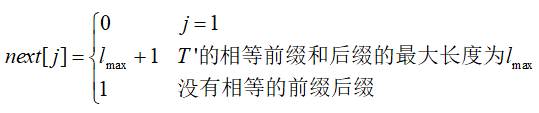 0 j=1
next[j]={ l_max+1 T'的相等前缀和后缀的最大长度为l_max
1 没有相等的前缀后缀